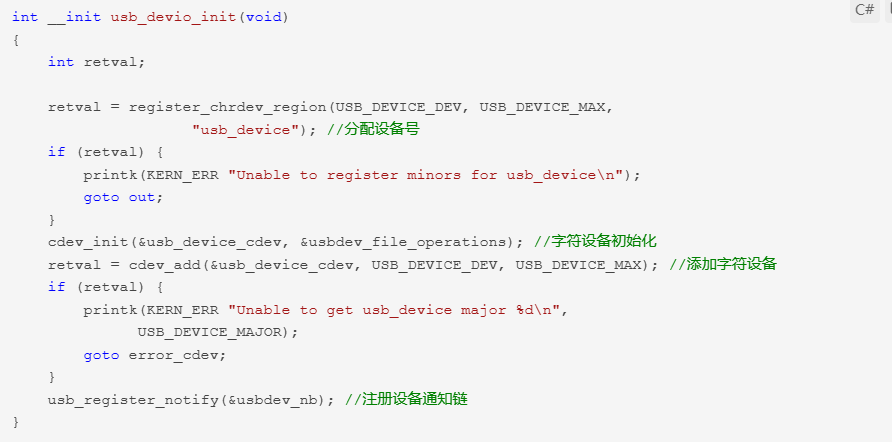 C#
int __init usb_devio_init(void)
{
    int retval;

    retval = register_chrdev_region(USB_DEVICE_DEV, USB_DEVICE_MAX,
                    "usb_device"); //分配设备号
    if (retval) {
        printk(KERN_ERR "Unable to register minors for usb_device\n");
        goto out;
    }
    cdev_init(&usb_device_cdev, &usbdev_file_operations); //字符设备初始化
    retval = cdev_add(&usb_device_cdev, USB_DEVICE_DEV, USB_DEVICE_MAX); //添加字符设备
    if (retval) {
        printk(KERN_ERR "Unable to get usb_device major %d\n",
              USB_DEVICE_MAJOR);
        goto error_cdev;
    }
    usb_register_notify(&usbdev_nb); //注册设备通知链
}